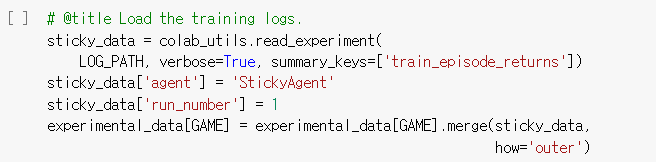 [ ] # @title Load the training logs.
sticky_data = colab_utils.read_experiment(
    LOG_PATH, verbose=True, summary_keys=['train_episode_returns'])
sticky_data['agent'] = 'StickyAgent'
sticky_data['run_number'] = 1
experimental_data[GAME] = experimental_data[GAME].merge(sticky_data,
                                                        how='outer')